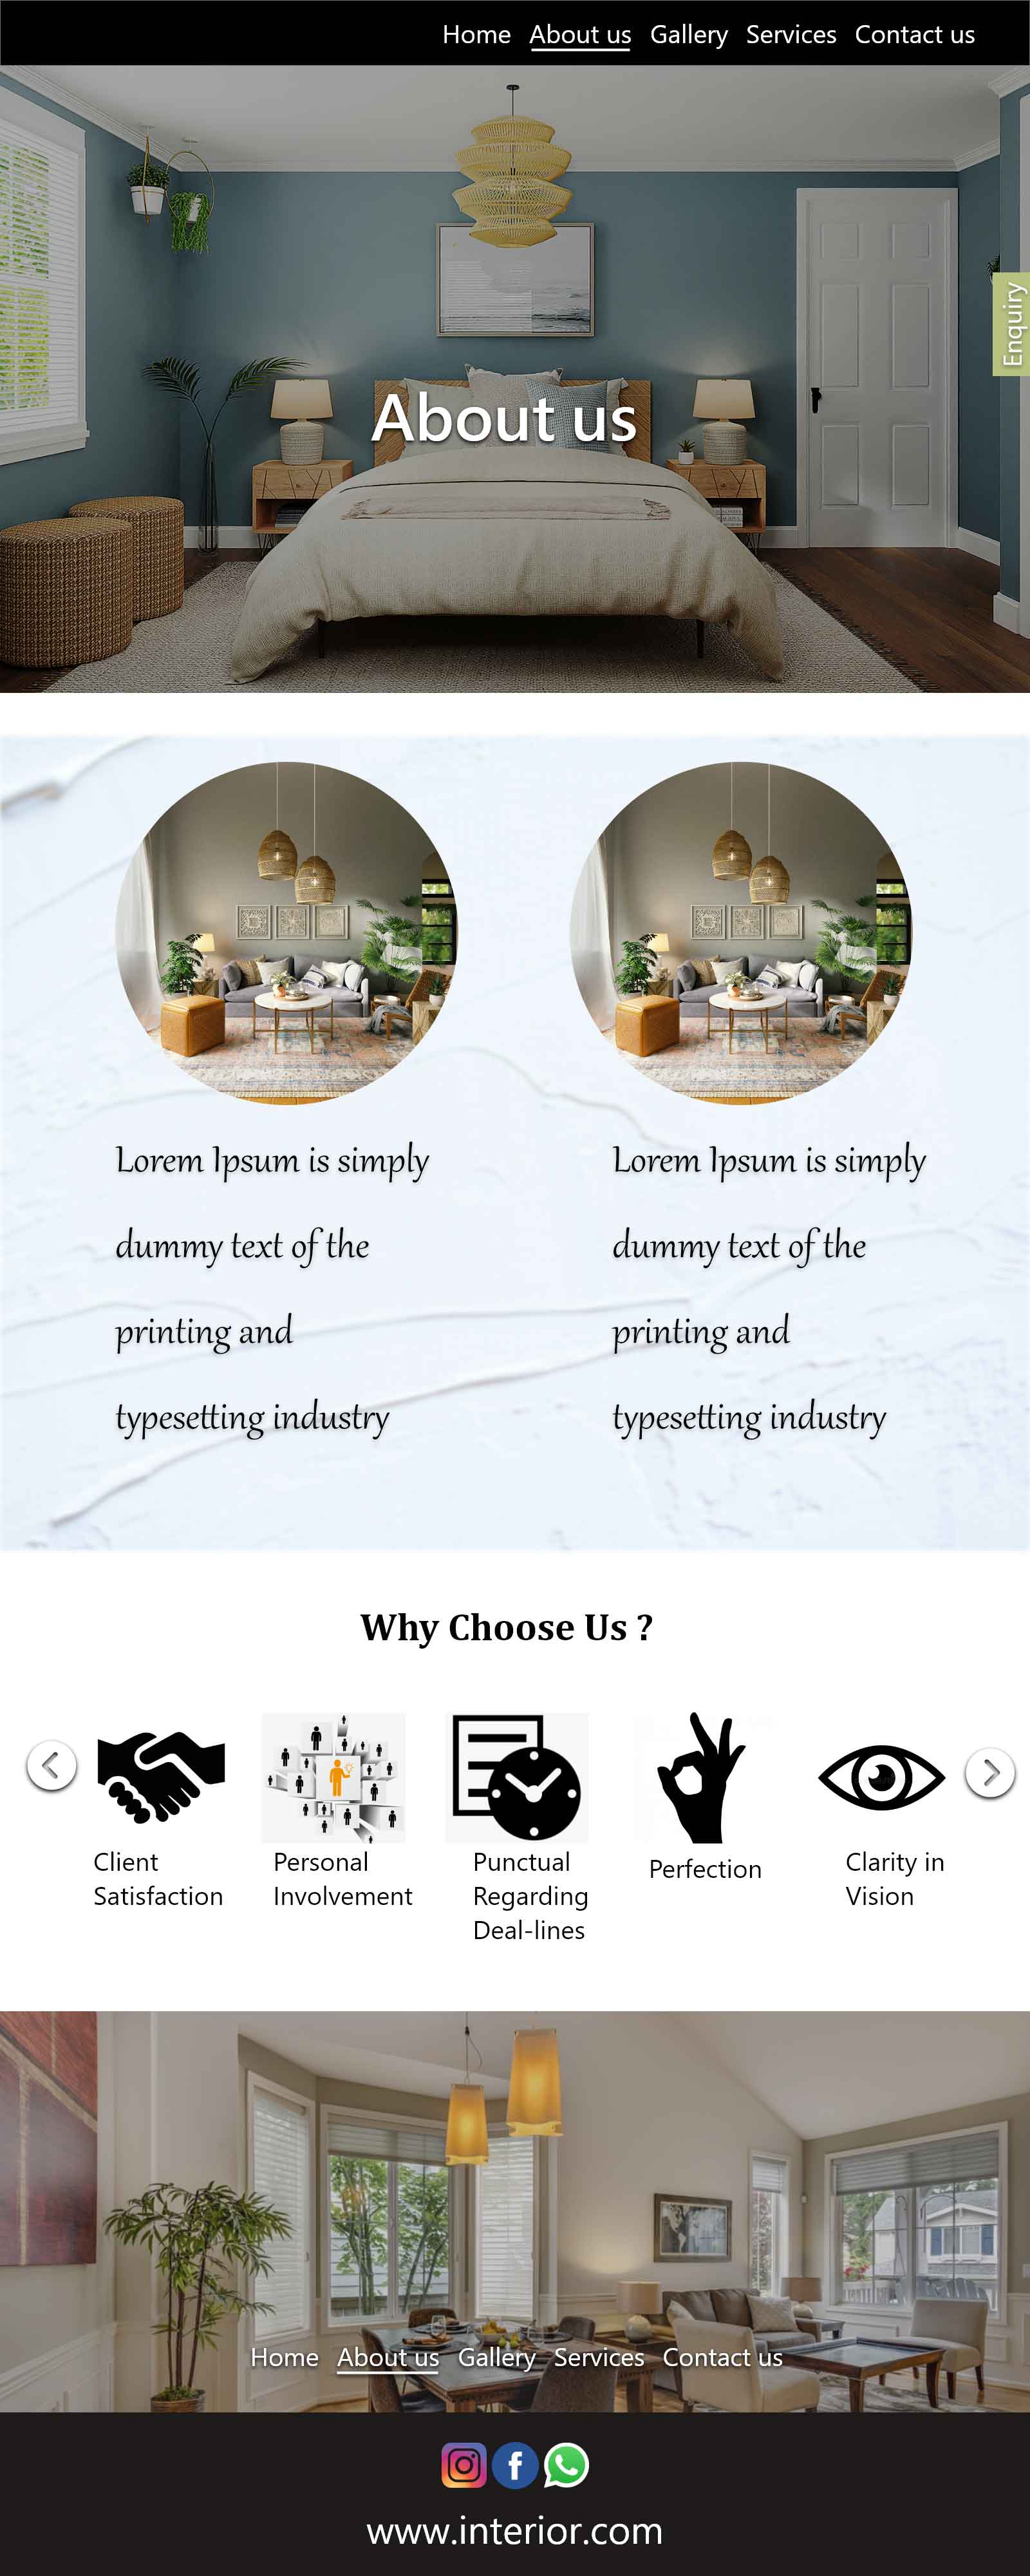 Home About us Gallery Services Contact us
Enquiry
About us
Lorem Ipsum is simply
dummy text of the
printing and
typesetting industry
Lorem Ipsum is simply
dummy text of the
printing and
typesetting industry
Why Choose Us ?
Client
Satisfaction
Personal
Involvement
Punctual
Regarding
Deal-lines
Perfection
Clarity in
Vision
Home About us Gallery Services Contact us
www.interior.com